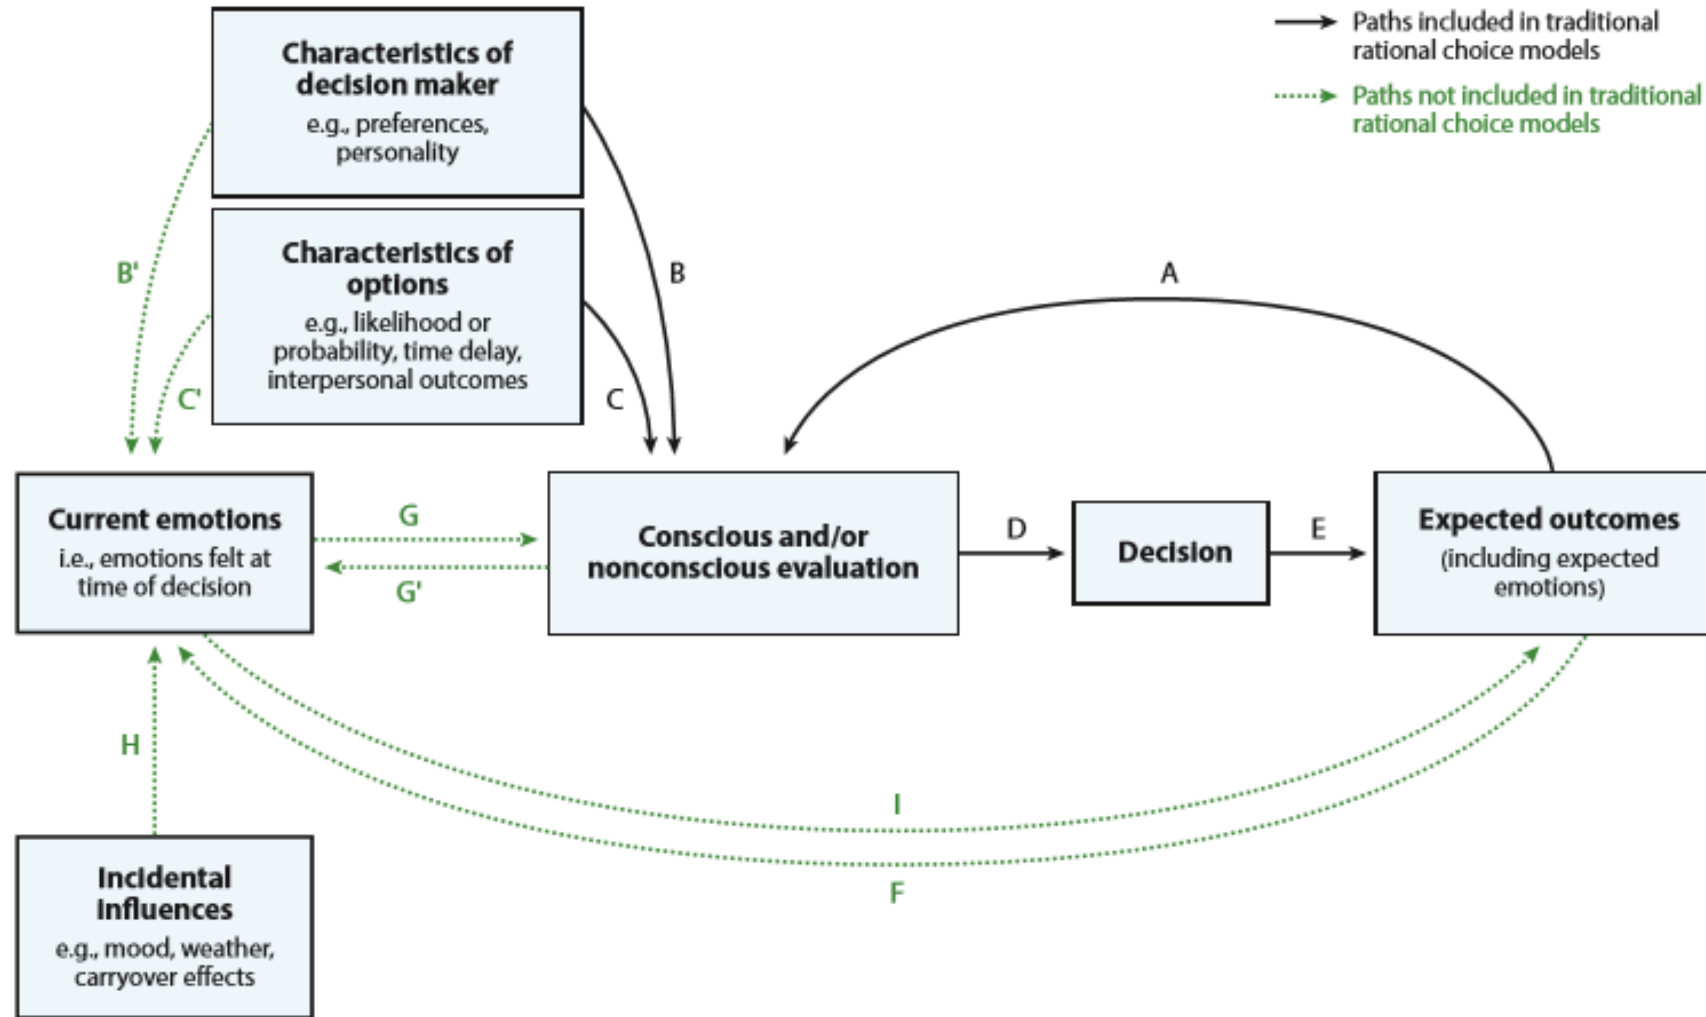 Characteristics of
decision maker
e.g., preferences,
personality
Paths included in traditional
rational choice models
Paths not included in traditional
rational choice models
Characteristics of
options
e.g., likelihood or
probability, time delay,
interpersonal outcomes
B'
C'
B
C
A
Current emotions
i.e., emotions felt at
time of decision
G
G'
Conscious and/or
nonconscious evaluation
D
Decision
E
Expected outcomes
(including expected
emotions)
H
I
F
Incidental
Influences
e.g., mood, weather,
carryover effects